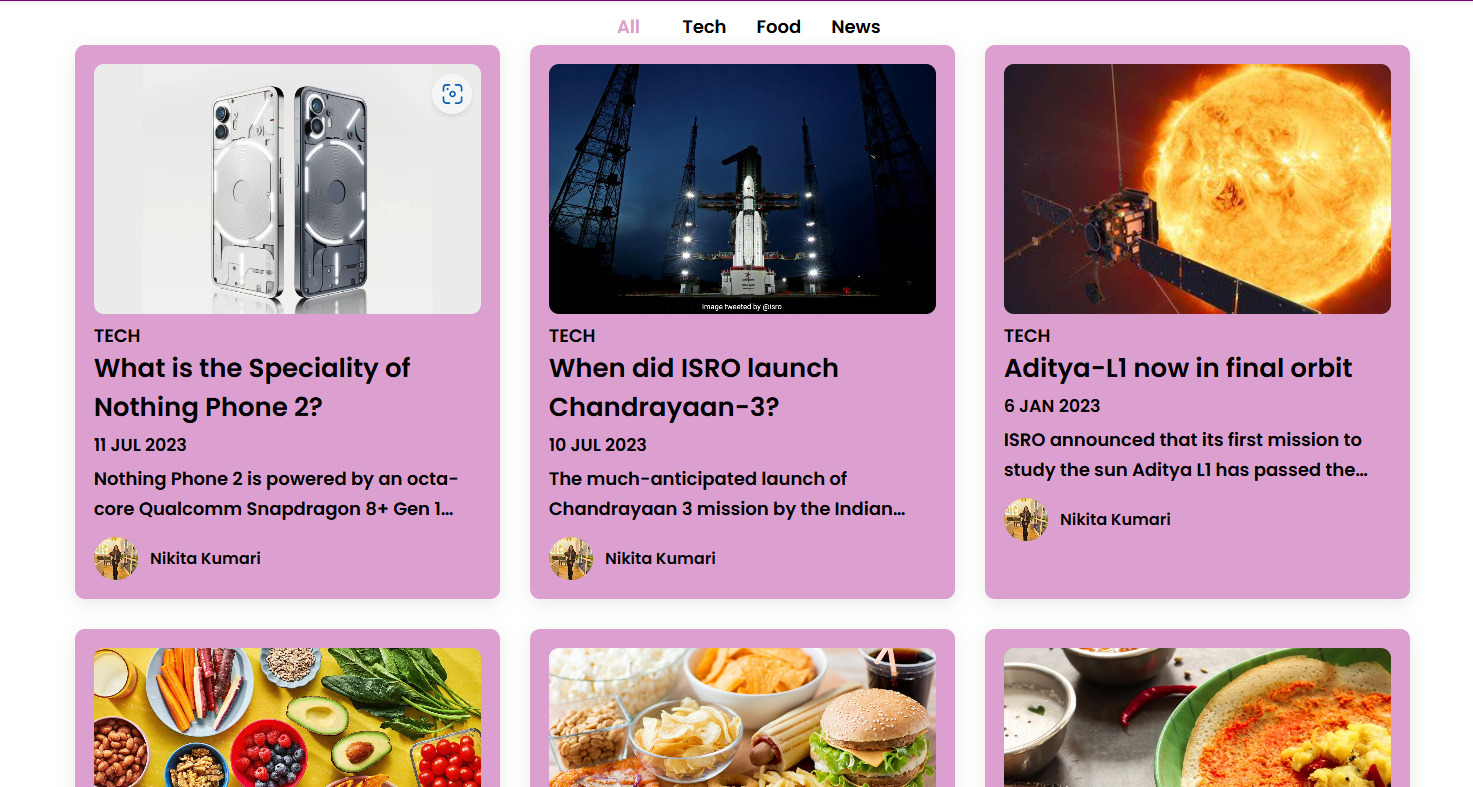 All Tech Food News
Image tweeted by @isro
TECH
What is the Speciality of
Nothing Phone 2?
11 JUL 2023
Nothing Phone 2 is powered by an octa-
core Qualcomm Snapdragon 8+ Gen 1...
Nikita Kumari
TECH
When did ISRO launch
Chandrayaan-3?
10 JUL 2023
The much-anticipated launch of
Chandrayaan 3 mission by the Indian...
Nikita Kumari
TECH
Aditya-L1 now in final orbit
6 JAN 2023
ISRO announced that its first mission to
study the sun Aditya L1 has passed the...
Nikita Kumari